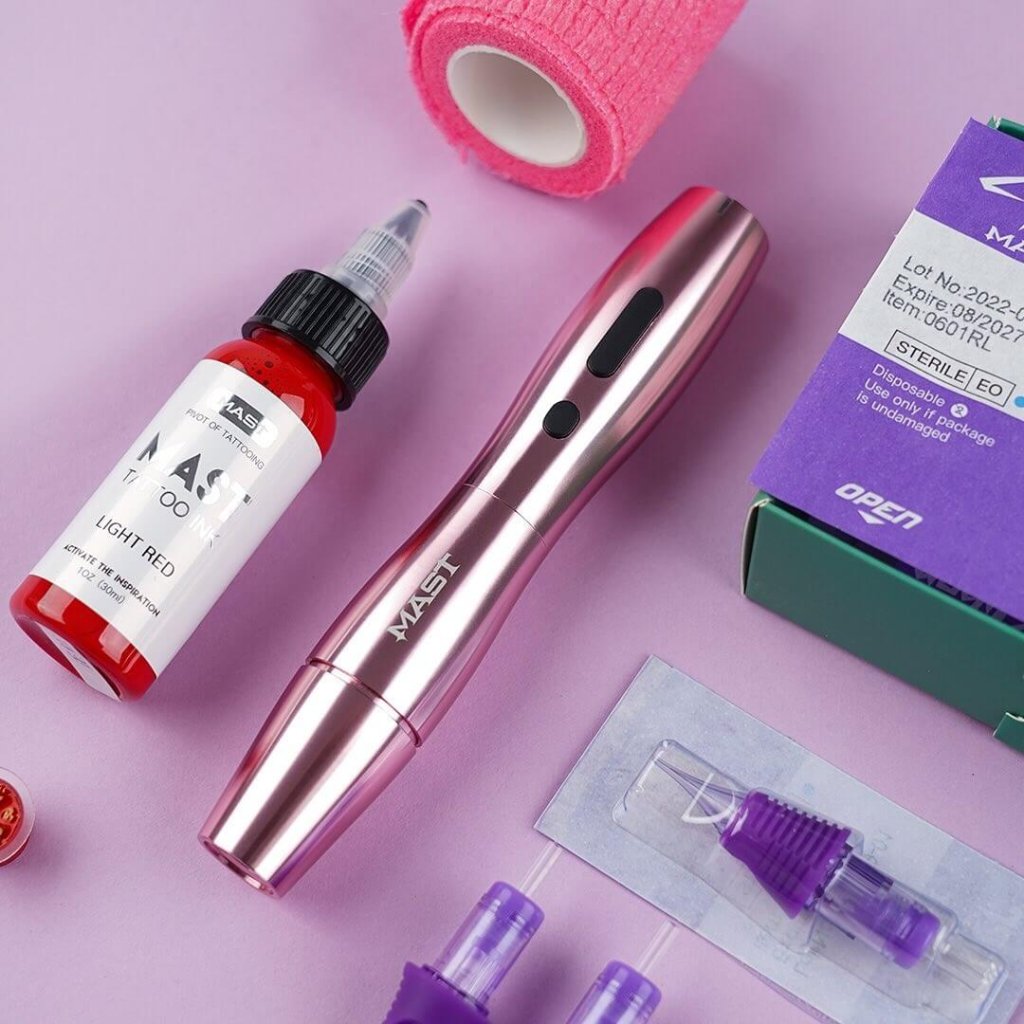 MAST
PIVOT OF TATTOOING
MAST
TATTOO INK
LIGHT RED
ACTIVATE THE INSPIRATION
1OZ. (30ml)
MAST
Lot No:2022-0
Expire:08/2027
Item:0601RL
STERILE EO
Disposable
Use only if package
is undamaged
OPEN